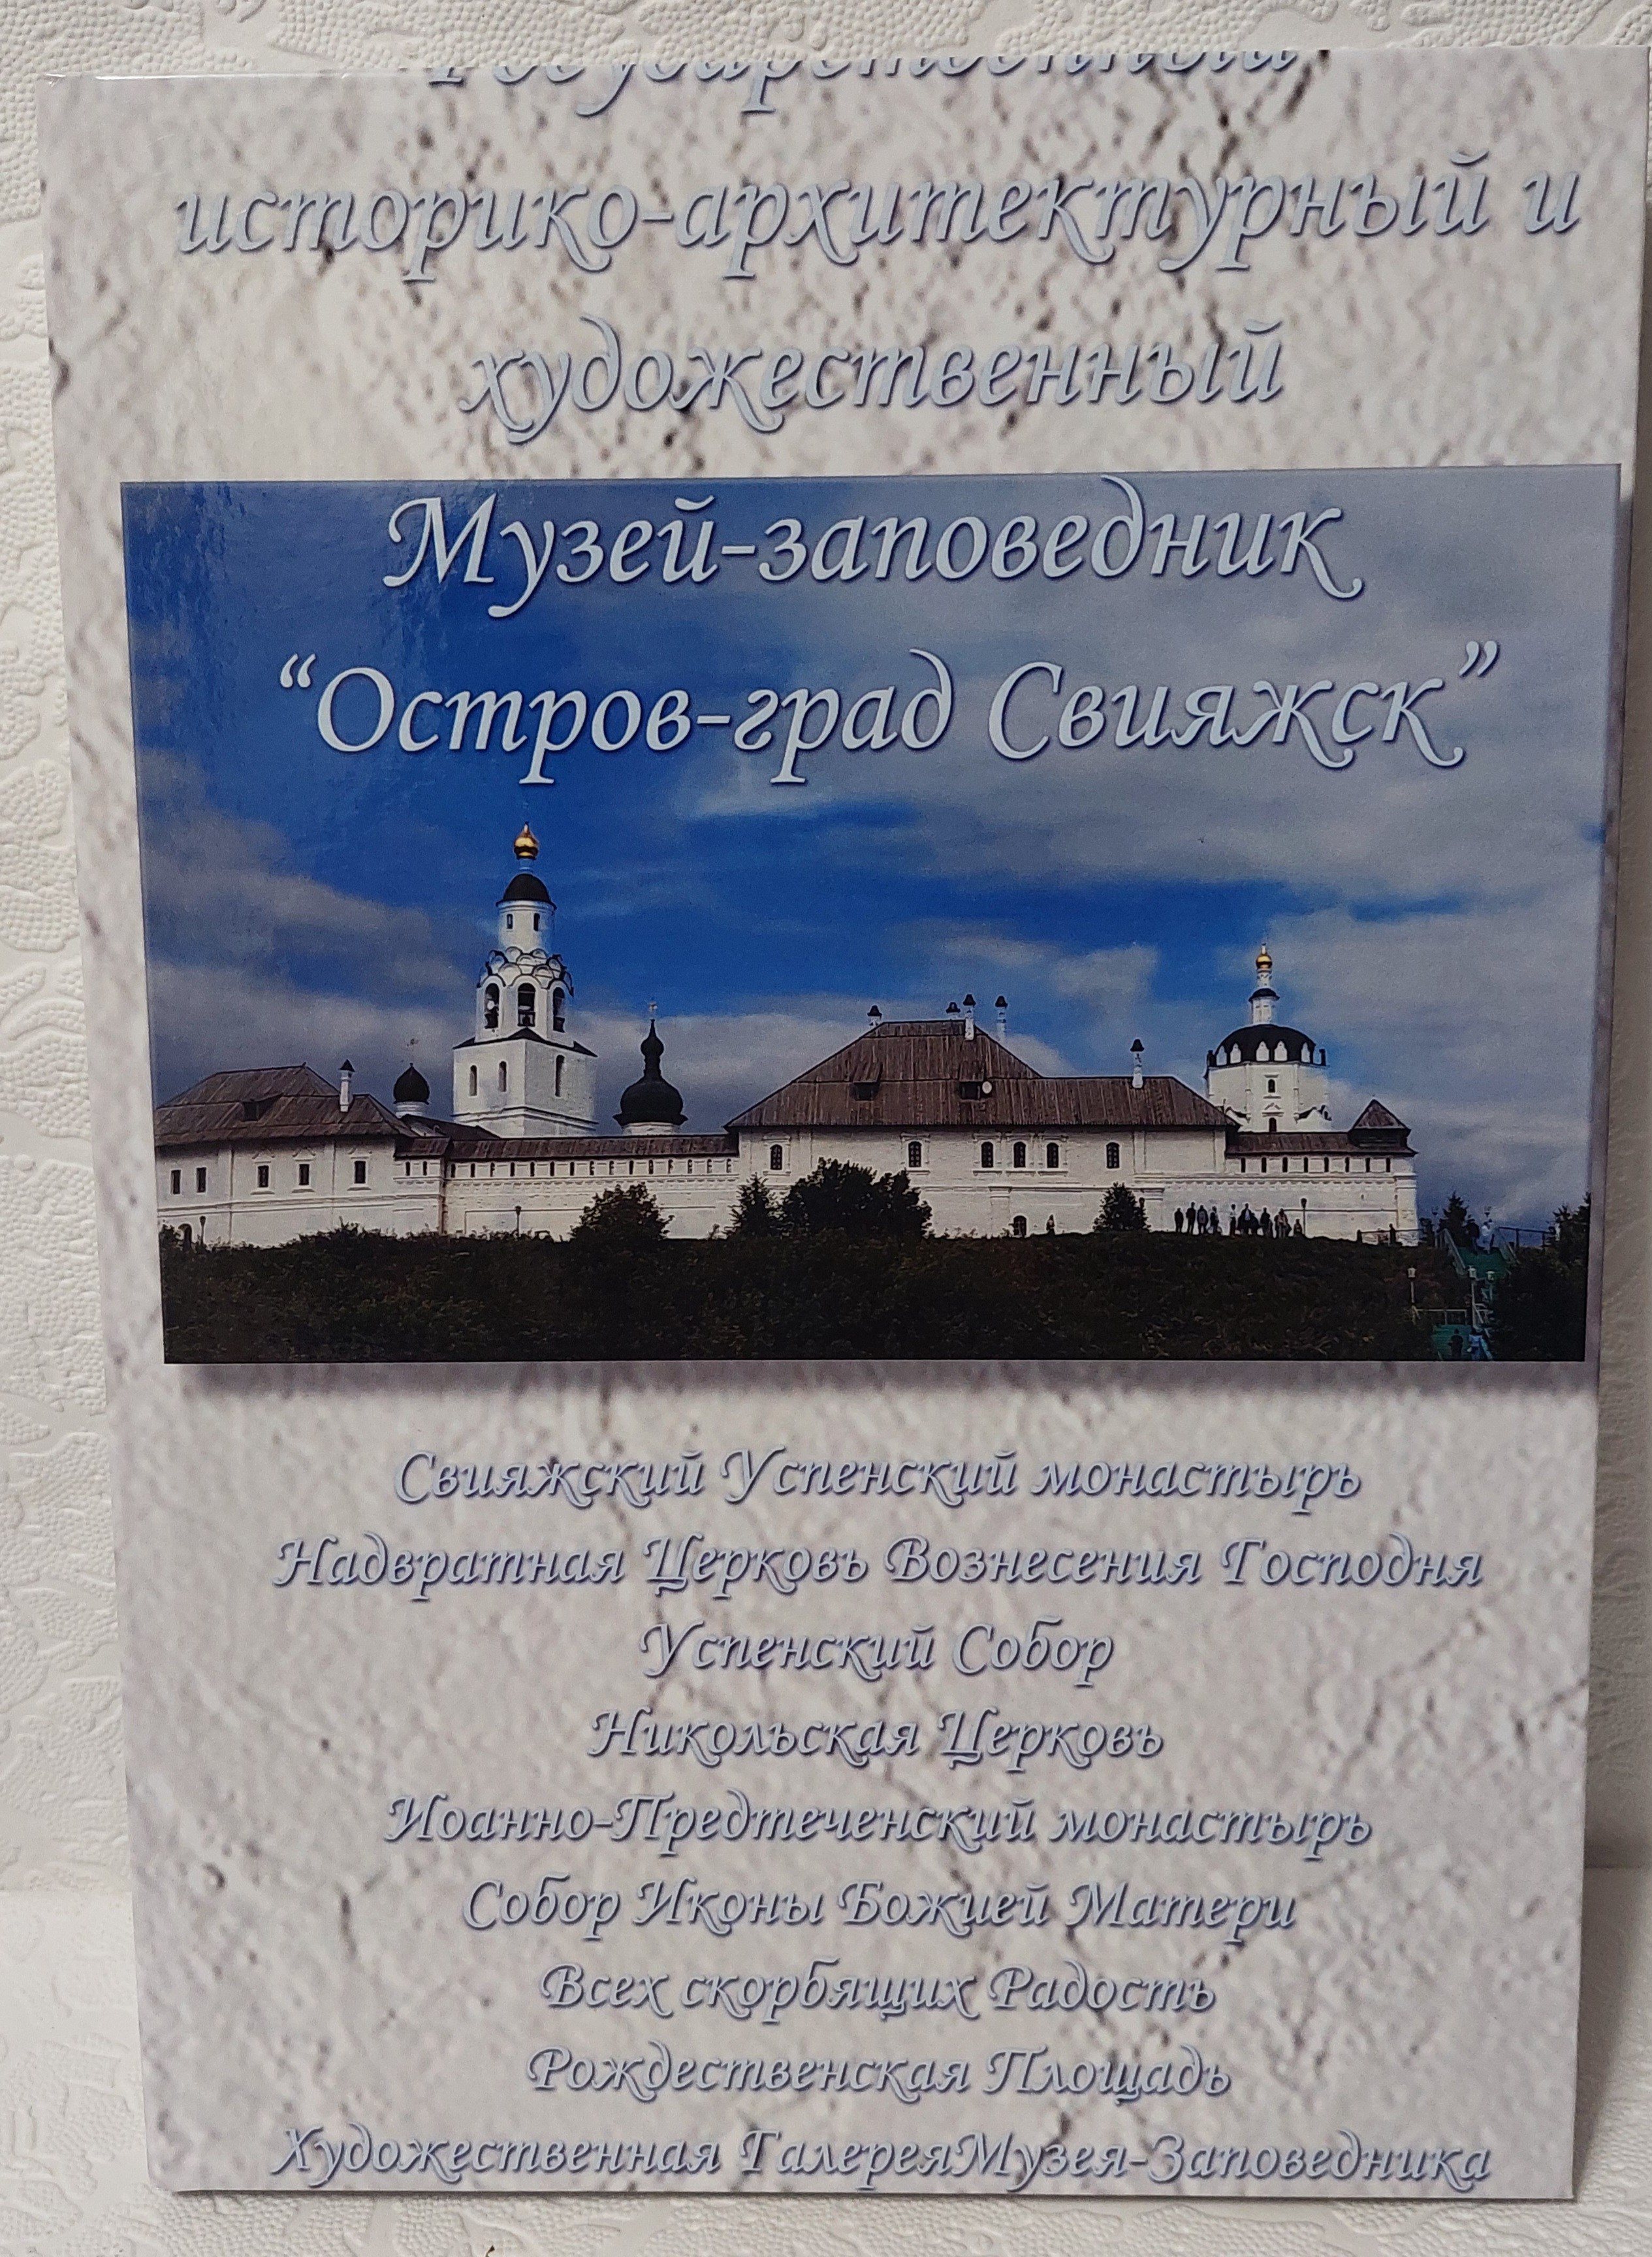 Государственный
историко-архитектурный и
художественный
Музей-заповедник
“Остров-град Свияжск”
Свияжский Успенский монастырь
Надвратная Церковь Вознесения Господня
Успенский Собор
Никольская Церковь
Иоанно-Предтеченский монастырь
Собор Иконы Божией Матери
Всех скорбящих Радость
Рождественская Площадь
Художественная ГалереяМузея-Заповедника